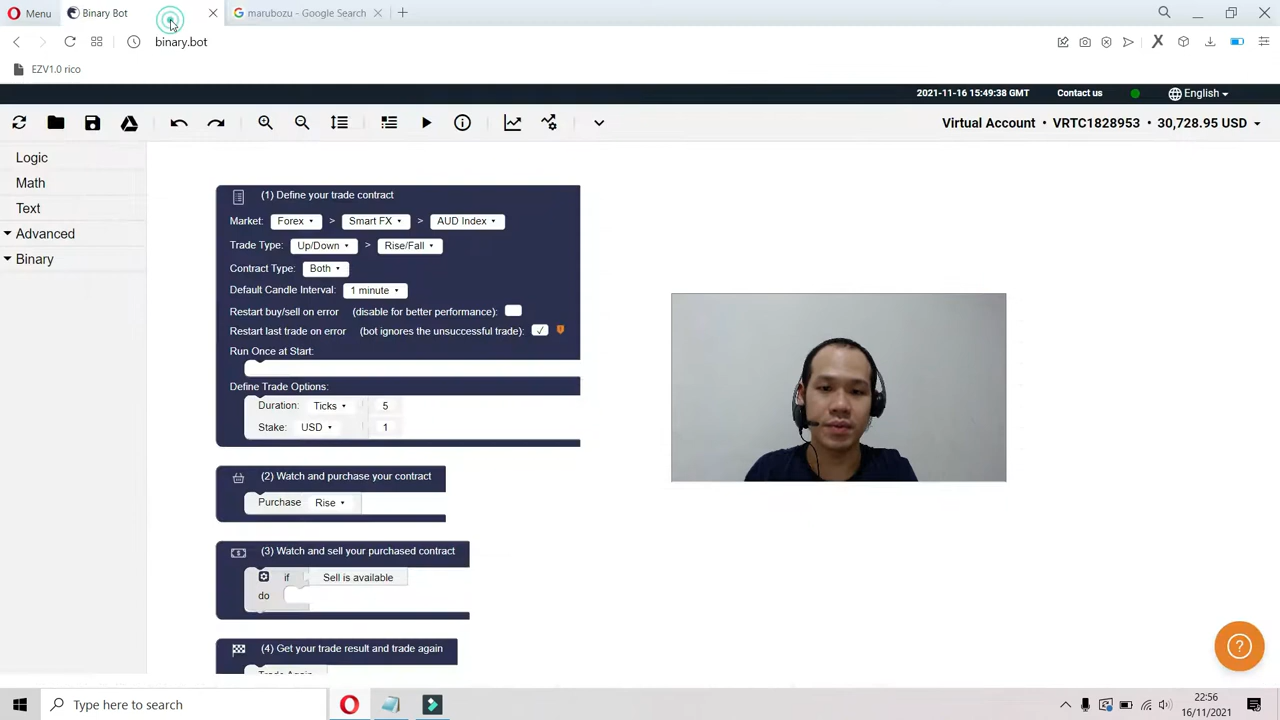 Menu
Binary Bot
marubozu - Google Search
binary.bot
EZV1.0 rico
2021-11-16 15:49:38 GMT
Contact us
English
Virtual Account • VRTC1828953 • 30,728.95 USD
Logic
Math
Text
Advanced
Binary
(1) Define your trade contract
Market: Forex > Smart FX > AUD Index
Trade Type: Up/Down > Rise/Fall
Contract Type: Both
Default Candle Interval: 1 minute
Restart buy/sell on error (disable for better performance):
Restart last trade on error (bot ignores the unsuccessful trade): ✓
Run Once at Start:
Define Trade Options:
Duration: Ticks 5
Stake: USD 1
(2) Watch and purchase your contract
Purchase Rise
(3) Watch and sell your purchased contract
if Sell is available
do
(4) Get your trade result and trade again
Trade Again
Type here to search
22:56
16/11/2021